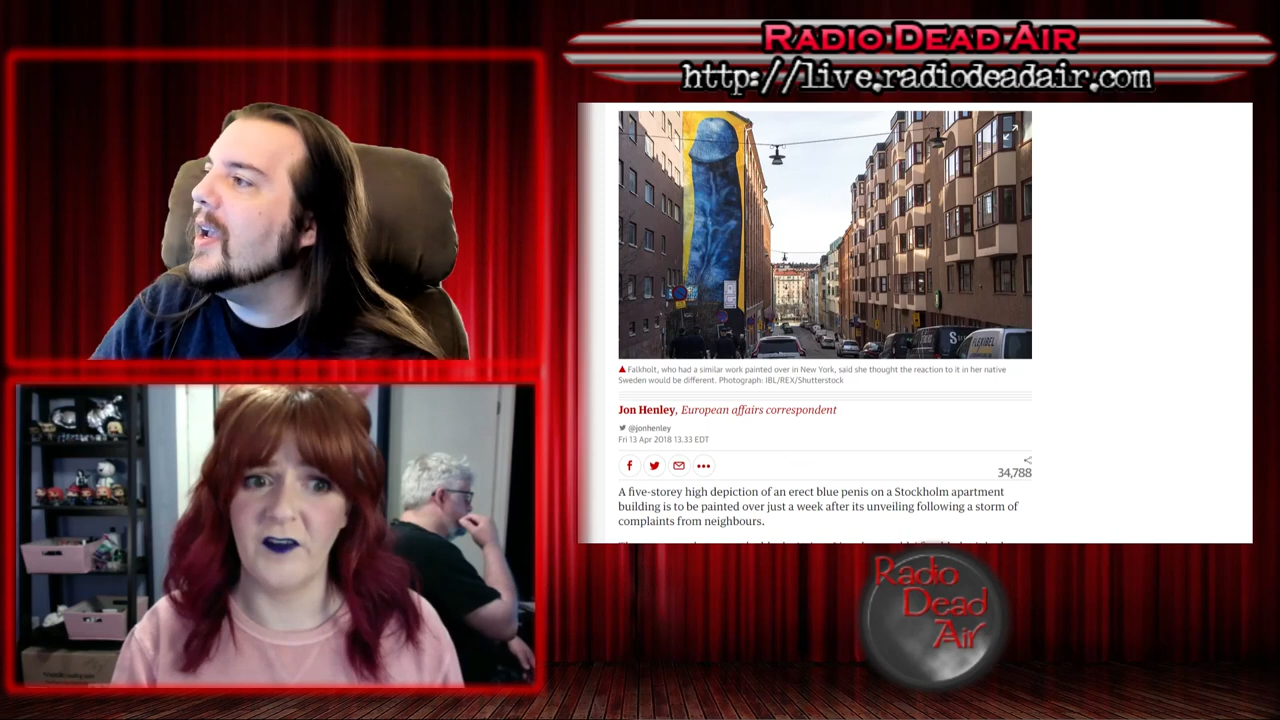 RADIO DEAD AIR
http://live.radiodeadair.com
Falkholt, who had a similar work painted over in New York, said she thought the reaction to it in her native
Sweden would be different. Photograph: IBL/REX/Shutterstock
Jon Henley, European affairs correspondent
@jonhenley
Fri 13 Apr 2018 13.33 EDT
34,788
A five-storey high depiction of an erect blue penis on a Stockholm apartment
building is to be painted over just a week after its unveiling following a storm of
complaints from neighbours.
Radio
Dead
Air
FLEXIBEL